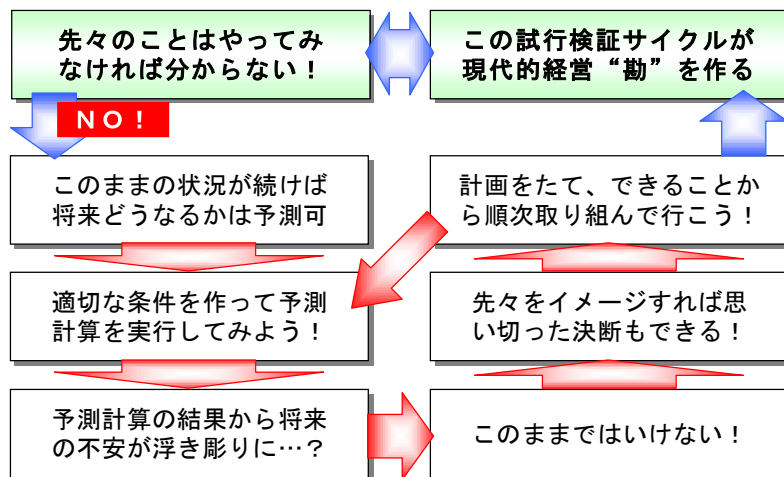 先々のことはやってみ
なければ分からない！
この試行検証サイクルが
現代的経営“勘”を作る
ＮＯ！
このままの状況が続けば
将来どうなるかは予測可
計画をたて、できることか
ら順次取り組んで行こう！
適切な条件を作って予測
計算を実行してみよう！
先々をイメージすれば思
い切った決断もできる！
予測計算の結果から将来
の不安が浮き彫りに…？
このままではいけない！